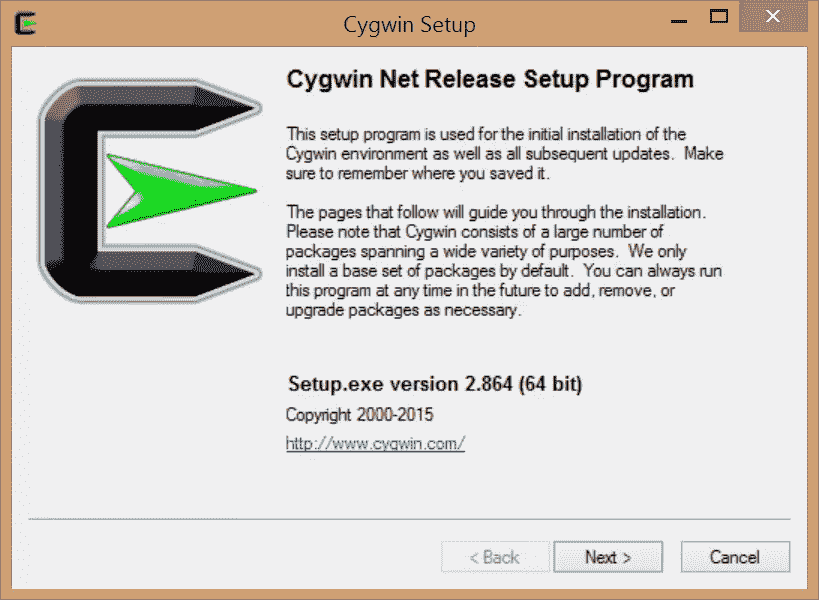 Cygwin Setup
Cygwin Net Release Setup Program
This setup program is used for the initial installation of the
Cygwin environment as well as all subsequent updates.  Make
sure to remember where you saved it.
The pages that follow will guide you through the installation.
Please note that Cygwin consists of a large number of
packages spanning a wide variety of purposes.  We only
install a base set of packages by default.  You can always run
this program at any time in the future to add, remove, or
upgrade packages as necessary.
Setup.exe version 2.864 (64 bit)
Copyright 2000-2015
http://www.cygwin.com/
< Back Next > Cancel